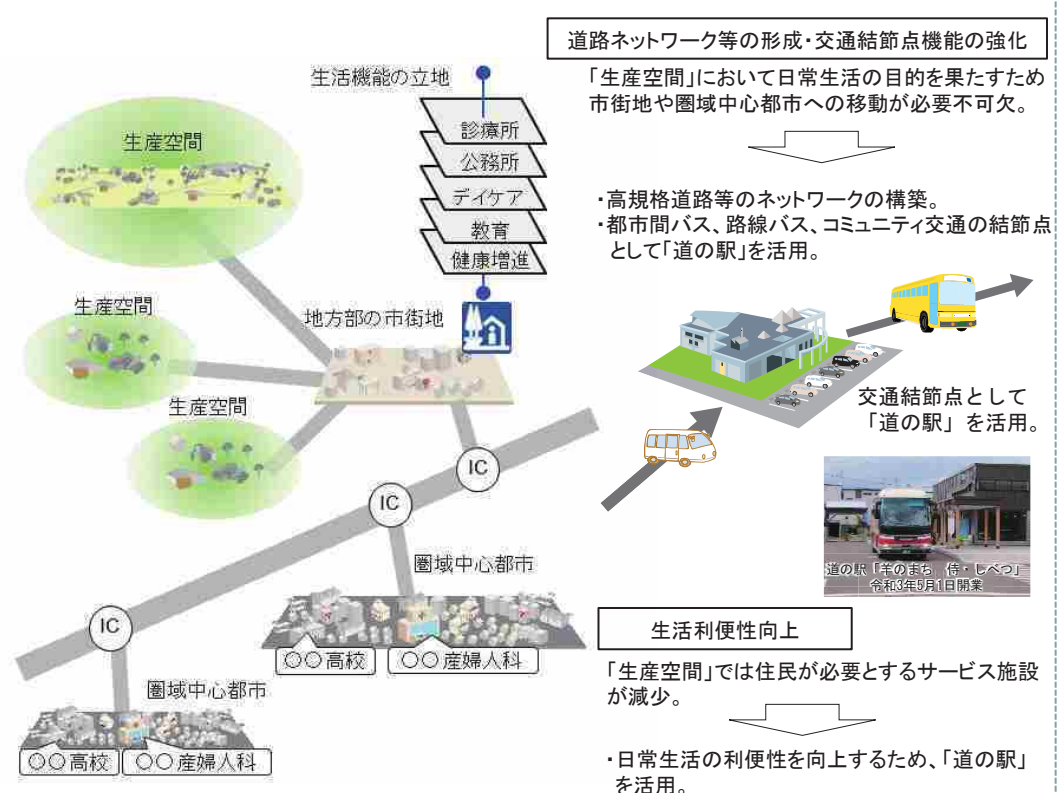 生活機能の立地
診療所
公務所
デイケア
教育
健康増進
生産空間
生産空間
地方部の市街地
生産空間
IC
IC
圏域中心都市
〇〇高校
〇〇産婦人科
IC
圏域中心都市
〇〇高校
〇〇産婦人科
道路ネットワーク等の形成・交通結節点機能の強化
「生産空間」において日常生活の目的を果たすため
市街地や圏域中心都市への移動が必要不可欠。
・高規格道路等のネットワークの構築。
・都市間バス、路線バス、コミュニティ交通の結節点
として「道の駅」を活用。
交通結節点として
「道の駅」を活用。
道の駅「羊のまち 侍・しべつ」
令和3年5月1日開業
生活利便性向上
「生産空間」では住民が必要とするサービス施設
が減少。
・日常生活の利便性を向上するため、「道の駅」
を活用。